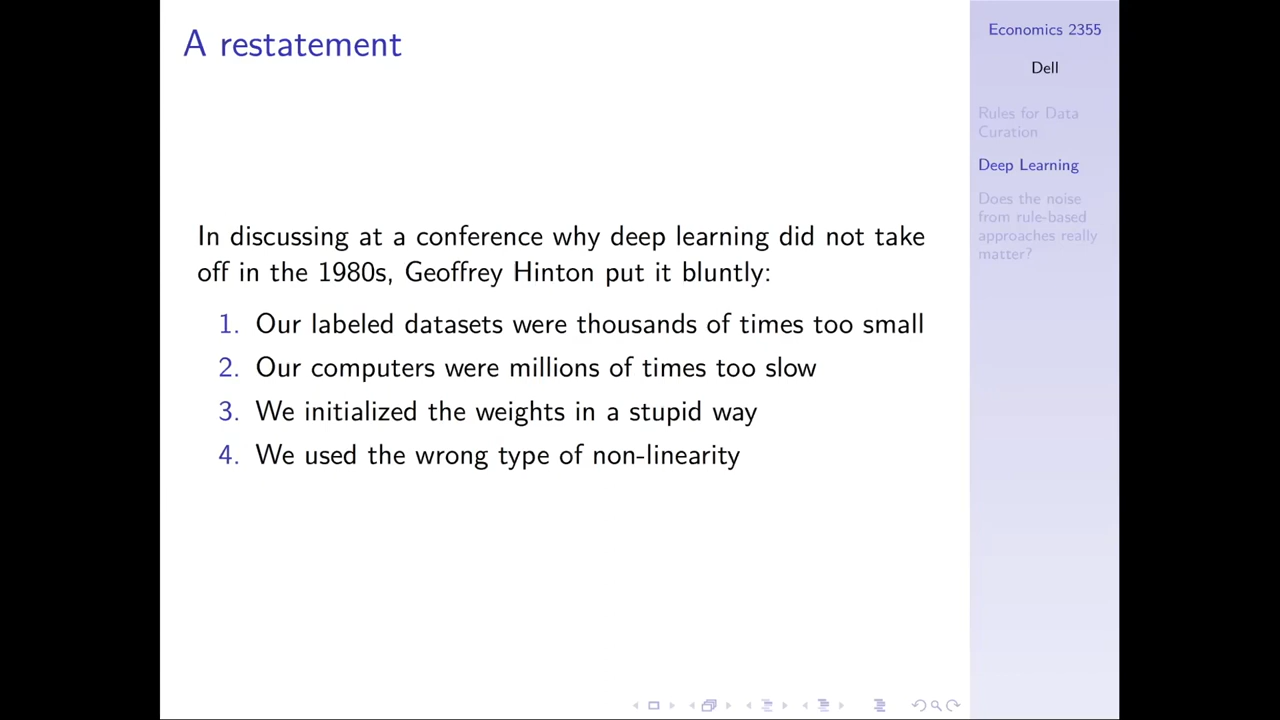 A restatement
In discussing at a conference why deep learning did not take
off in the 1980s, Geoffrey Hinton put it bluntly:
1. Our labeled datasets were thousands of times too small
2. Our computers were millions of times too slow
3. We initialized the weights in a stupid way
4. We used the wrong type of non-linearity
Economics 2355
Dell
Rules for Data
Curation
Deep Learning
Does the noise
from rule-based
approaches really
matter?